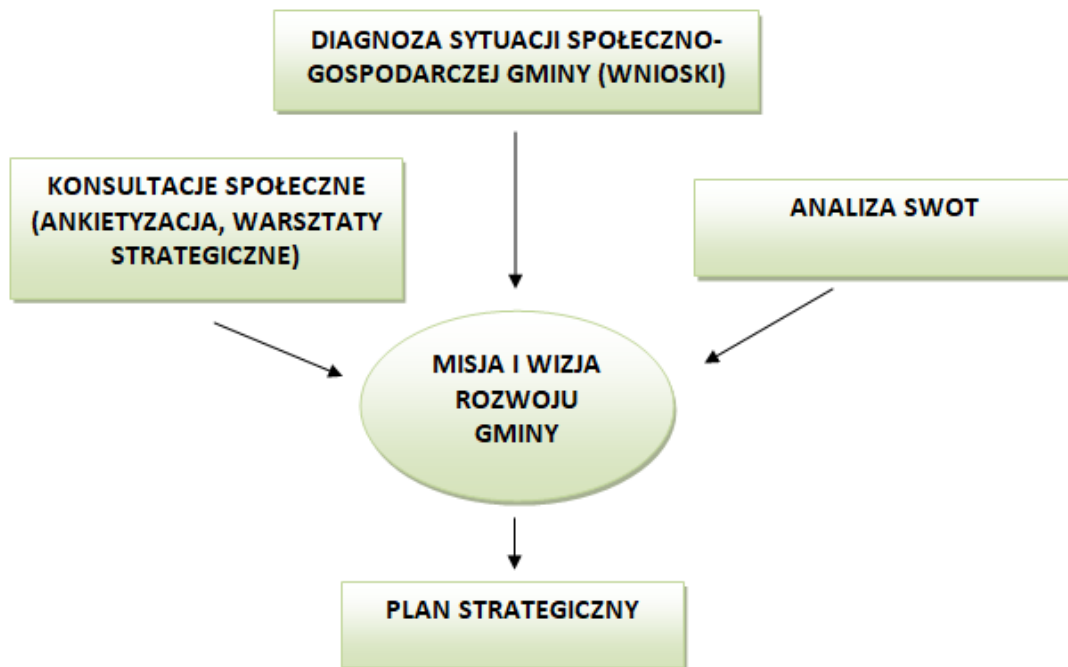 DIAGNOZA SYTUACJI SPOŁECZNO-
GOSPODARCZEJ GMINY (WNIOSKI)
KONSULTACJE SPOŁECZNE
(ANKIETYZACJA, WARSZTATY
STRATEGICZNE)
ANALIZA SWOT
MISJA I WIZJA
ROZWOJU
GMINY
PLAN STRATEGICZNY